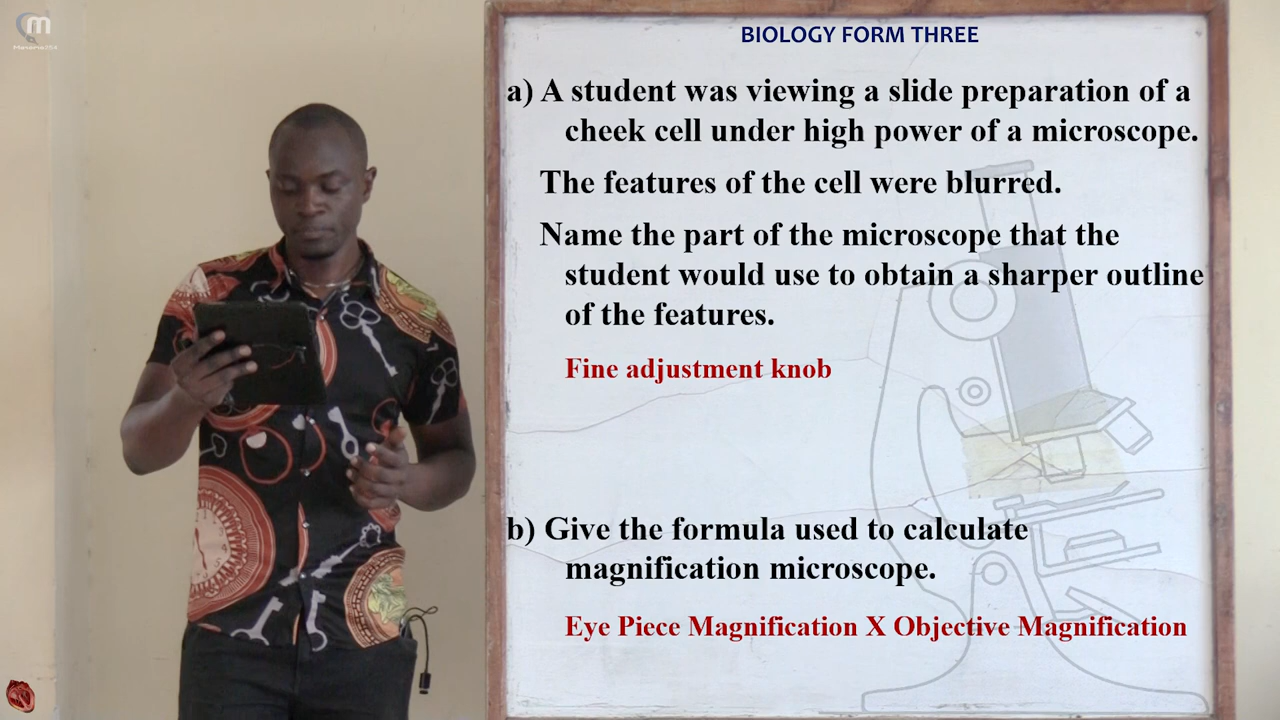 m
BIOLOGY FORM THREE
a) A student was viewing a slide preparation of a
cheek cell under high power of a microscope.
The features of the cell were blurred.
Name the part of the microscope that the
student would use to obtain a sharper outline
of the features.
Fine adjustment knob
b) Give the formula used to calculate
magnification microscope.
Eye Piece Magnification X Objective Magnification